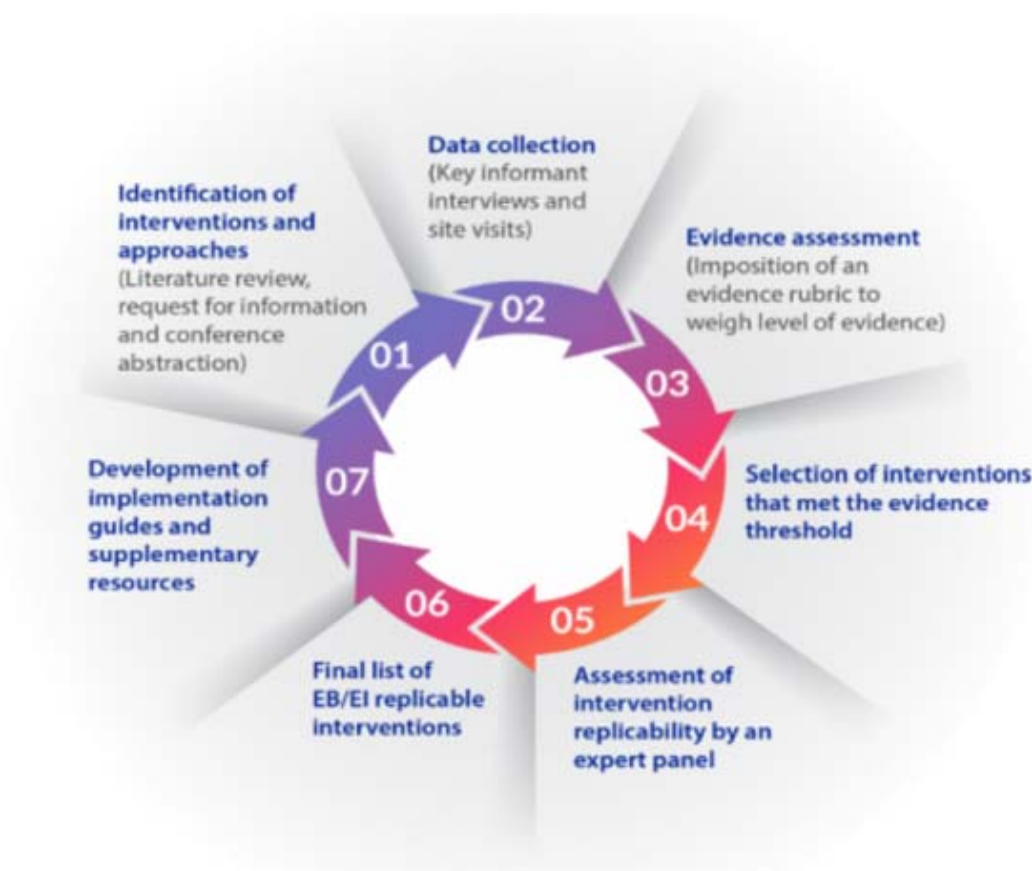 01
Identification of
interventions and
approaches
(Literature review,
request for information
and conference
abstraction)
02
Data collection
(Key informant
interviews and
site visits)
03
Evidence assessment
(Imposition of an
evidence rubric to
weigh level of evidence)
04
Selection of interventions
that met the evidence
threshold
05
Assessment of
intervention
replicability by an
expert panel
06
Final list of
EB/EI replicable
interventions
07
Development of
implementation
guides and
supplementary
resources